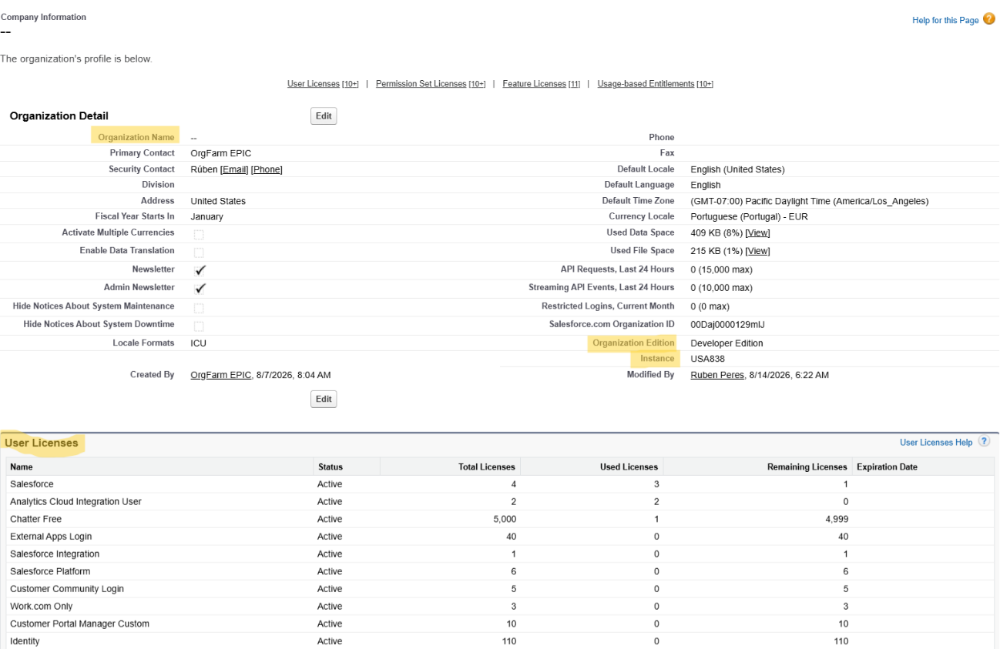 Company Information
--
Help for this Page ?
The organization's profile is below.
User Licenses [10+] | Permission Set Licenses [10+] | Feature Licenses [11] | Usage-based Entitlements [10+]
Organization Detail
Edit
Organization Name --
Phone
Primary Contact OrgFarm EPIC
Fax
Security Contact Rúben [Email] [Phone]
Default Locale English (United States)
Division
Default Language English
Address United States
Default Time Zone (GMT-07:00) Pacific Daylight Time (America/Los_Angeles)
Fiscal Year Starts In January
Currency Locale Portuguese (Portugal) - EUR
Activate Multiple Currencies
Used Data Space 409 KB (8%) [View]
Enable Data Translation
Used File Space 215 KB (1%) [View]
Newsletter
API Requests, Last 24 Hours 0 (15,000 max)
Admin Newsletter
Streaming API Events, Last 24 Hours 0 (10,000 max)
Hide Notices About System Maintenance
Restricted Logins, Current Month 0 (0 max)
Hide Notices About System Downtime
Salesforce.com Organization ID 00Daj0000129mIJ
Locale Formats ICU
Organization Edition Developer Edition
Instance USA838
Created By OrgFarm EPIC, 8/7/2026, 8:04 AM
Modified By Ruben Peres, 8/14/2026, 6:22 AM
Edit
User Licenses
User Licenses Help ?
Name Status Total Licenses Used Licenses Remaining Licenses Expiration Date
Salesforce Active 4 3 1
Analytics Cloud Integration User Active 2 2 0
Chatter Free Active 5,000 1 4,999
External Apps Login Active 40 0 40
Salesforce Integration Active 1 0 1
Salesforce Platform Active 6 0 6
Customer Community Login Active 5 0 5
Work.com Only Active 3 0 3
Customer Portal Manager Custom Active 10 0 10
Identity Active 110 0 110